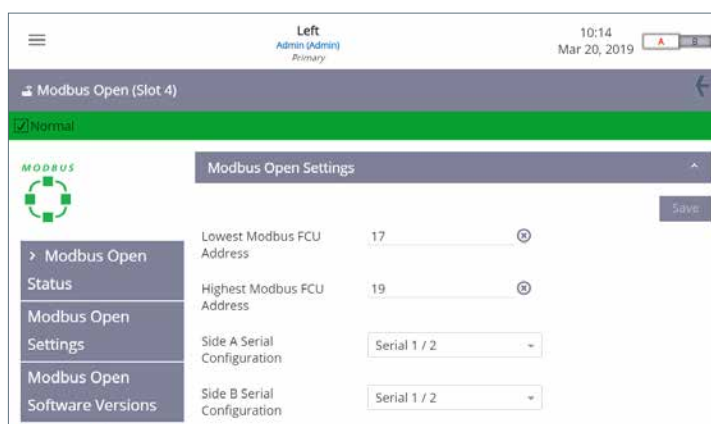 Left
Admin (Admin)
Primary
10:14
Mar 20, 2019
A B
Modbus Open (Slot 4)
Normal
MODBUS
Modbus Open Settings
Save
> Modbus Open
Status
Modbus Open
Settings
Modbus Open
Software Versions
Lowest Modbus FCU
Address
17
Highest Modbus FCU
Address
19
Side A Serial
Configuration
Serial 1 / 2
Side B Serial
Configuration
Serial 1 / 2